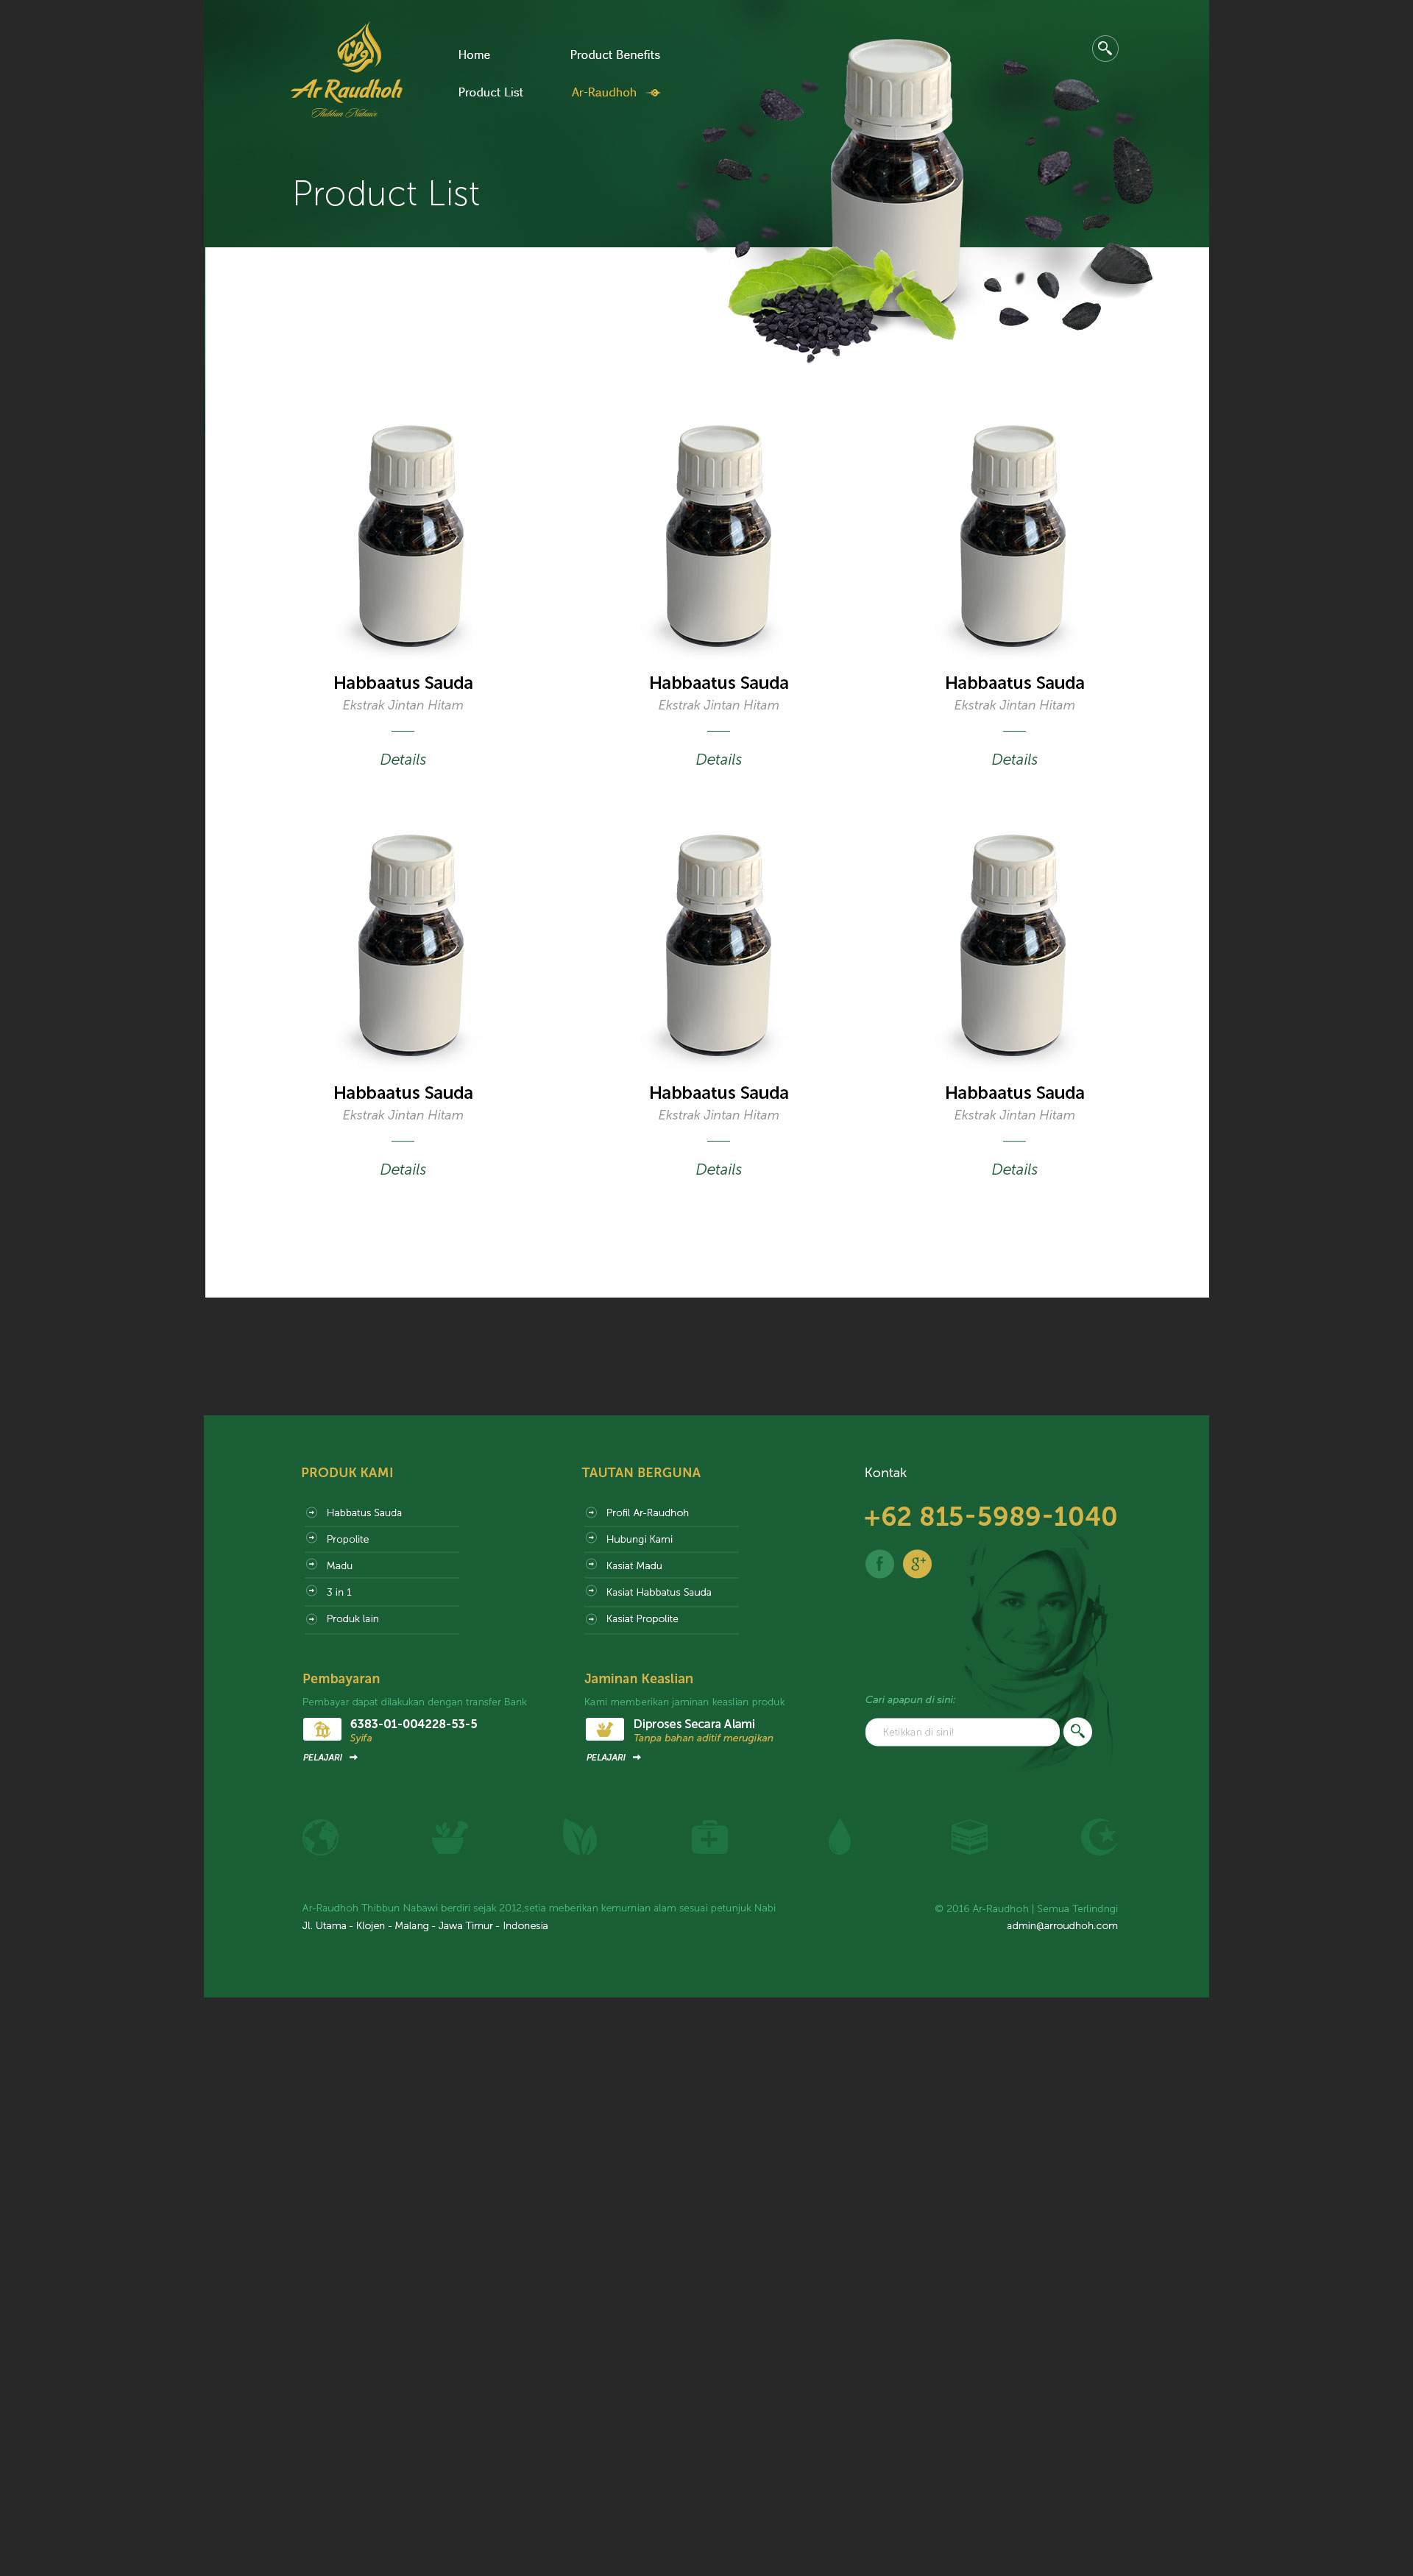 Ar Raudhoh
Thibbun Nabawi
Home
Product Benefits
Product List
Ar-Raudhoh
Product List
Habbaatus Sauda
Ekstrak Jintan Hitam
Details
Habbaatus Sauda
Ekstrak Jintan Hitam
Details
Habbaatus Sauda
Ekstrak Jintan Hitam
Details
Habbaatus Sauda
Ekstrak Jintan Hitam
Details
Habbaatus Sauda
Ekstrak Jintan Hitam
Details
Habbaatus Sauda
Ekstrak Jintan Hitam
Details
PRODUK KAMI
Habbatus Sauda
Propolite
Madu
3 in 1
Produk lain
TAUTAN BERGUNA
Profil Ar-Raudhoh
Hubungi Kami
Kasiat Madu
Kasiat Habbatus Sauda
Kasiat Propolite
Kontak
+62 815-5989-1040
f
g+
Pembayaran
Pembayar dapat dilakukan dengan transfer Bank
6383-01-004228-53-5
Syifa
PELAJARI
Jaminan Keaslian
Kami memberikan jaminan keaslian produk
Diproses Secara Alami
Tanpa bahan aditif merugikan
PELAJARI
Cari apapun di sini:
Ketikkan di sini!
Ar-Raudhoh Thibbun Nabawi berdiri sejak 2012,setia meberikan kemurnian alam sesuai petunjuk Nabi
Jl. Utama - Klojen - Malang - Jawa Timur - Indonesia
© 2016 Ar-Raudhoh | Semua Terlindngi
admin@arroudhoh.com